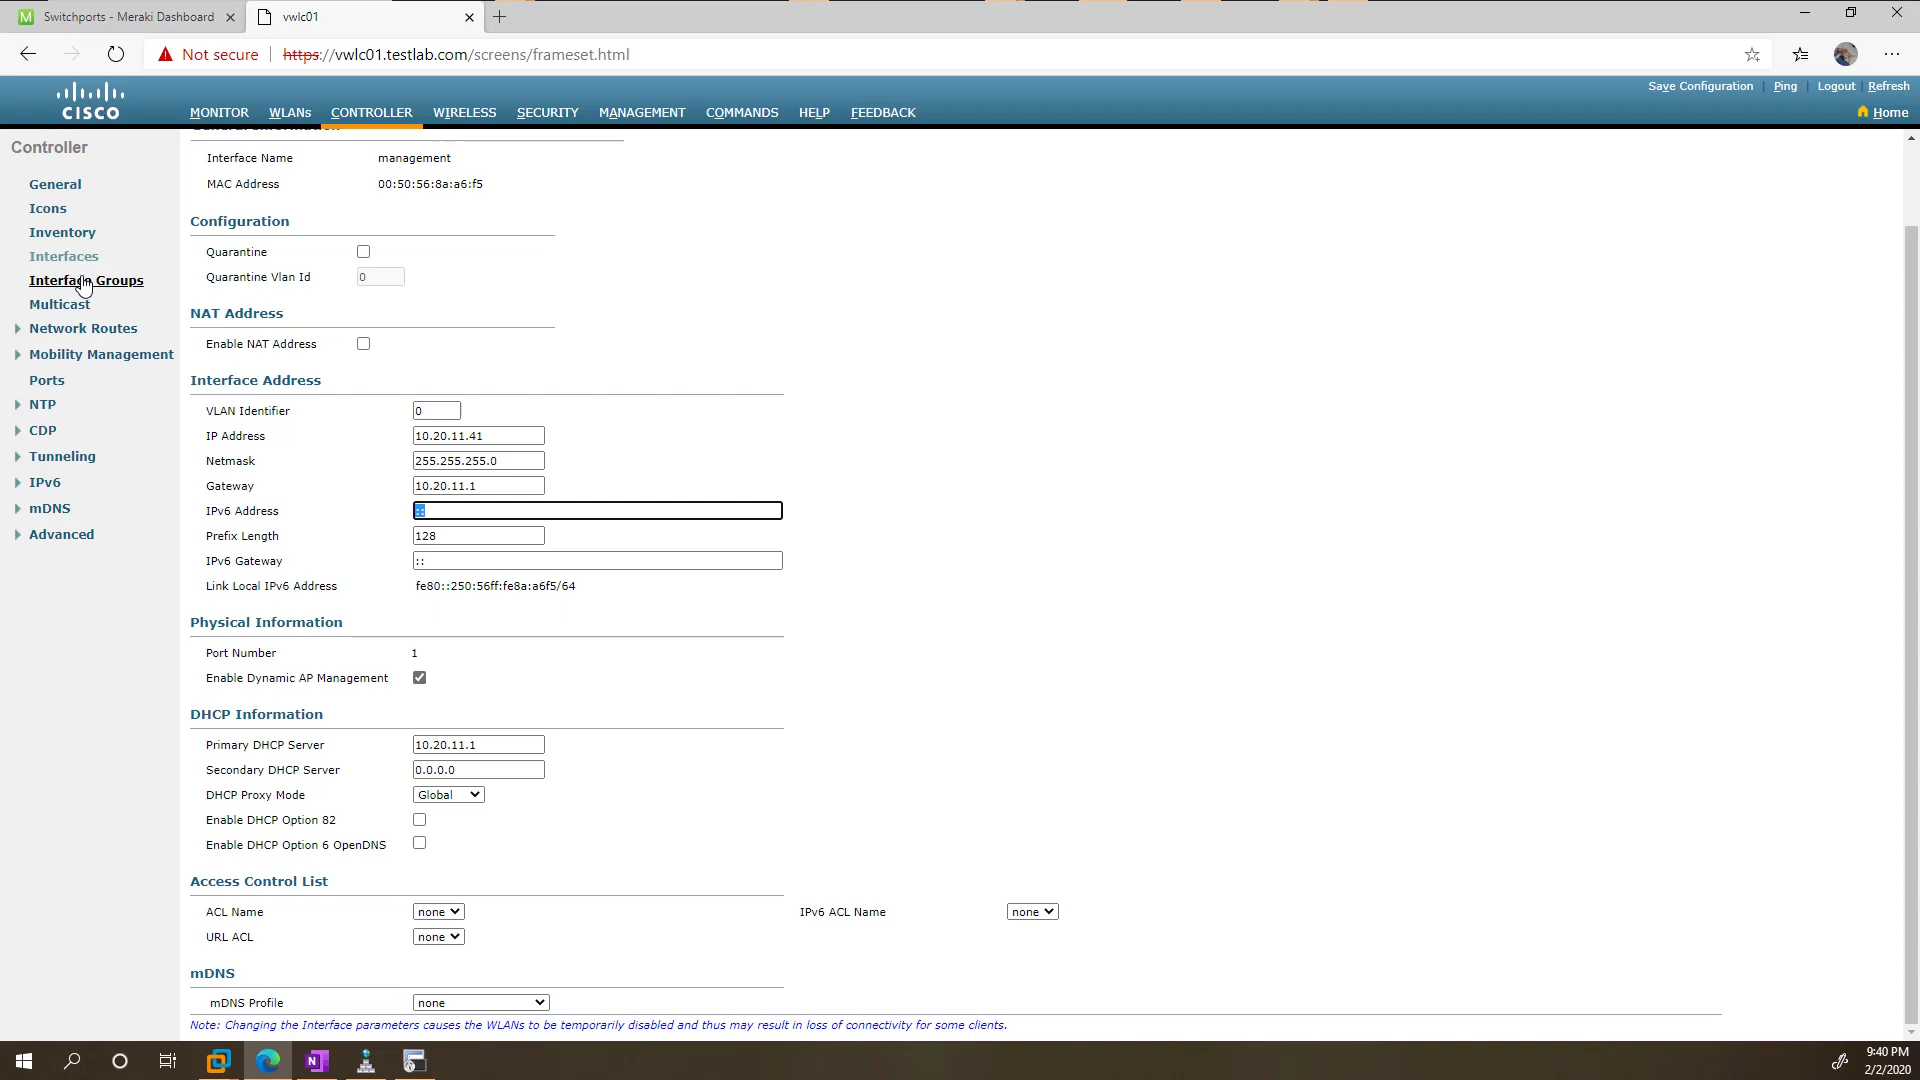 Switchports - Meraki Dashboard
vwlc01
Not secure https://vwlc01.testlab.com/screens/frameset.html
Save Configuration Ping Logout Refresh
CISCO
MONITOR WLANs CONTROLLER WIRELESS SECURITY MANAGEMENT COMMANDS HELP FEEDBACK
Home
Controller
General
Icons
Inventory
Interfaces
Interface Groups
Multicast
Network Routes
Mobility Management
Ports
NTP
CDP
Tunneling
IPv6
mDNS
Advanced
General Information
Interface Name management
MAC Address 00:50:56:8a:a6:f5
Configuration
Quarantine
Quarantine Vlan Id 0
NAT Address
Enable NAT Address
Interface Address
VLAN Identifier 0
IP Address 10.20.11.41
Netmask 255.255.255.0
Gateway 10.20.11.1
IPv6 Address ::
Prefix Length 128
IPv6 Gateway ::
Link Local IPv6 Address fe80::250:56ff:fe8a:a6f5/64
Physical Information
Port Number 1
Enable Dynamic AP Management
DHCP Information
Primary DHCP Server 10.20.11.1
Secondary DHCP Server 0.0.0.0
DHCP Proxy Mode Global
Enable DHCP Option 82
Enable DHCP Option 6 OpenDNS
Access Control List
ACL Name none IPv6 ACL Name none
URL ACL none
mDNS
mDNS Profile none
Note: Changing the Interface parameters causes the WLANs to be temporarily disabled and thus may result in loss of connectivity for some clients.
9:40 PM
2/2/2020